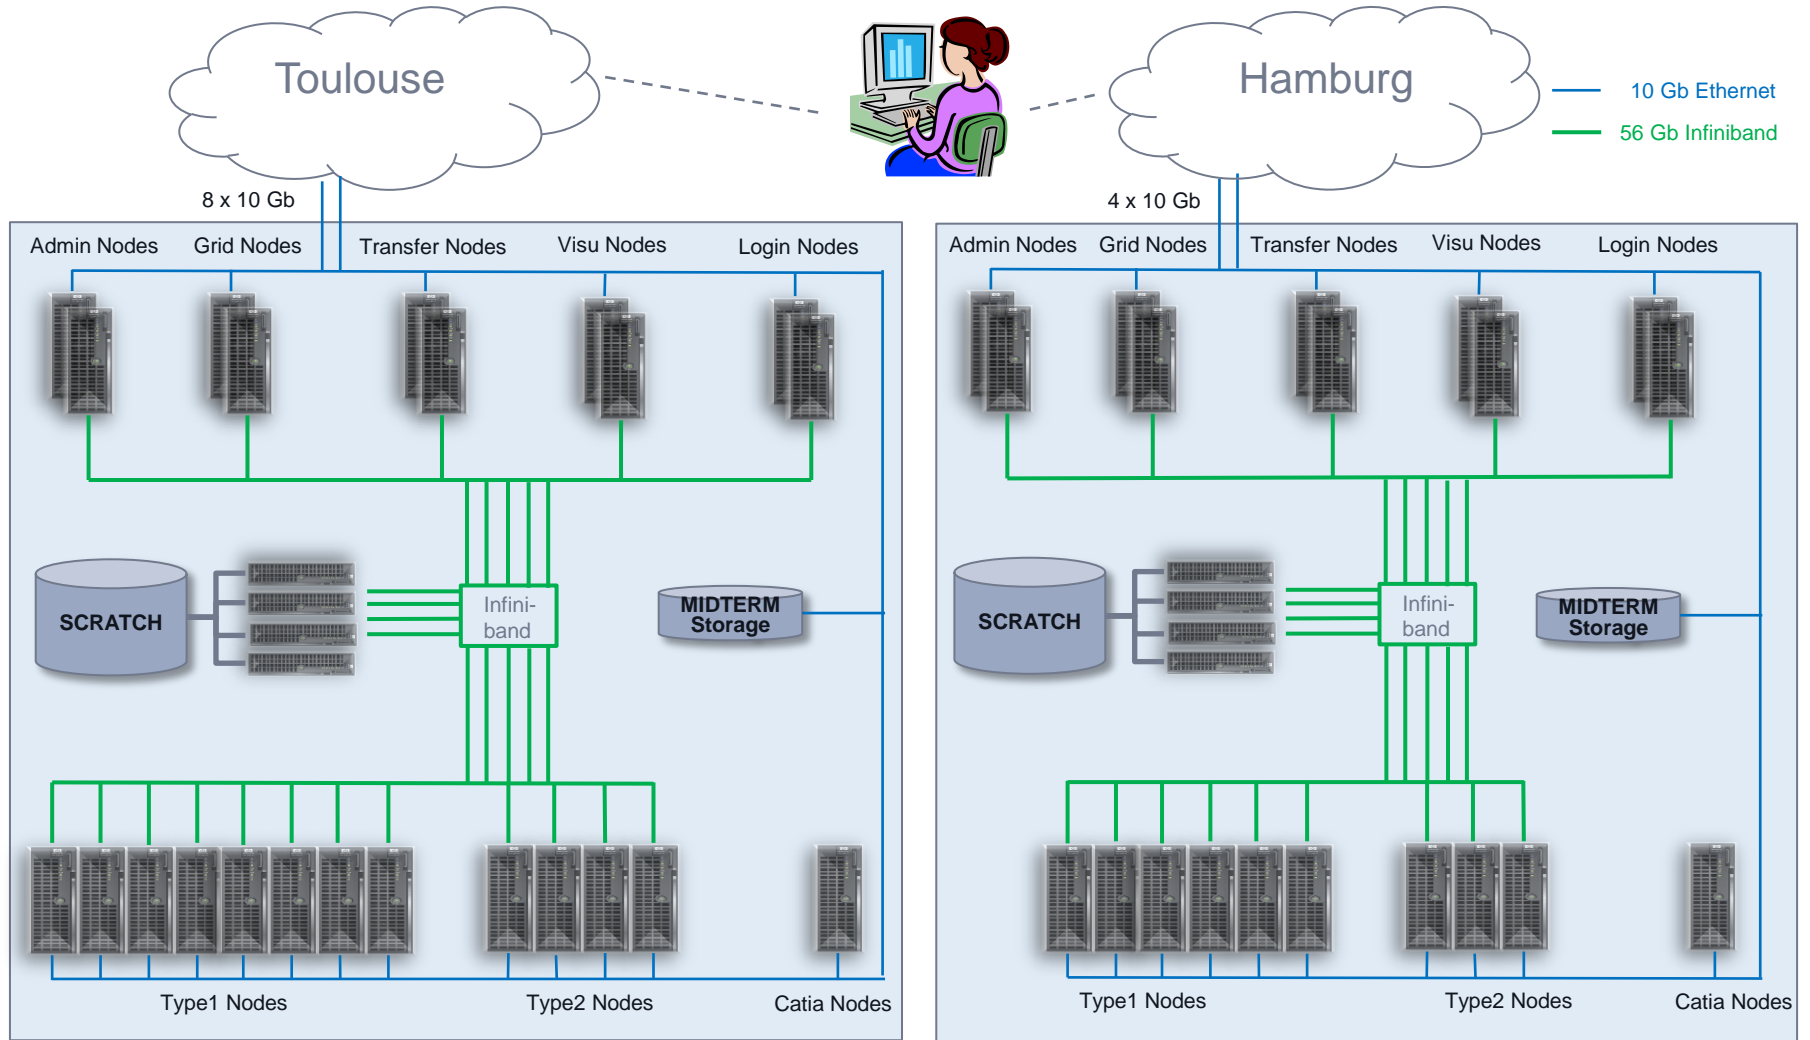 Toulouse
Hamburg
10 Gb Ethernet
56 Gb Infiniband
8 x 10 Gb
4 x 10 Gb
Admin Nodes
Grid Nodes
Transfer Nodes
Visu Nodes
Login Nodes
Admin Nodes
Grid Nodes
Transfer Nodes
Visu Nodes
Login Nodes
SCRATCH
Infini-
band
MIDTERM
Storage
SCRATCH
Infini-
band
MIDTERM
Storage
Type1 Nodes
Type2 Nodes
Catia Nodes
Type1 Nodes
Type2 Nodes
Catia Nodes